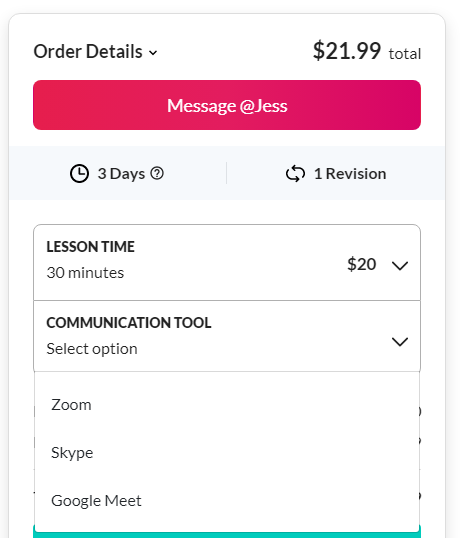 Order Details
$21.99 total
Message @Jess
3 Days
1 Revision
LESSON TIME
30 minutes
$20
COMMUNICATION TOOL
Select option
Zoom
Skype
Google Meet